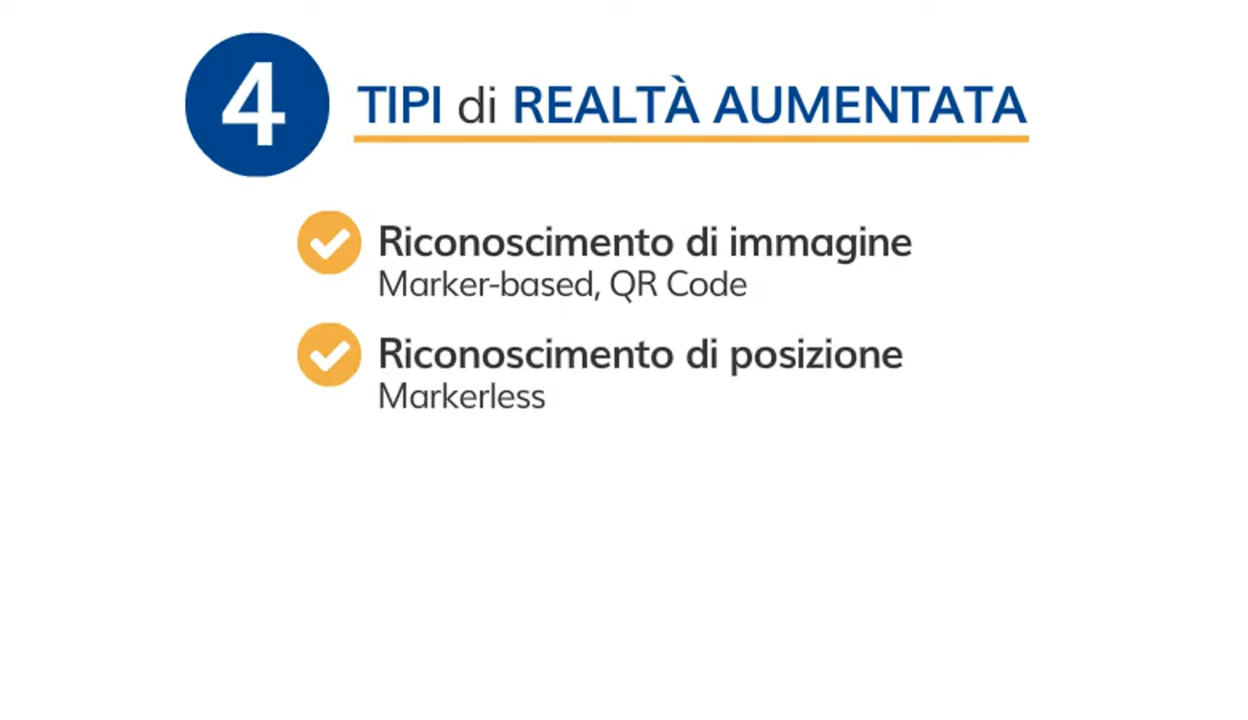 4 TIPI di REALTÀ AUMENTATA
Riconoscimento di immagine
Marker-based, QR Code
Riconoscimento di posizione
Markerless